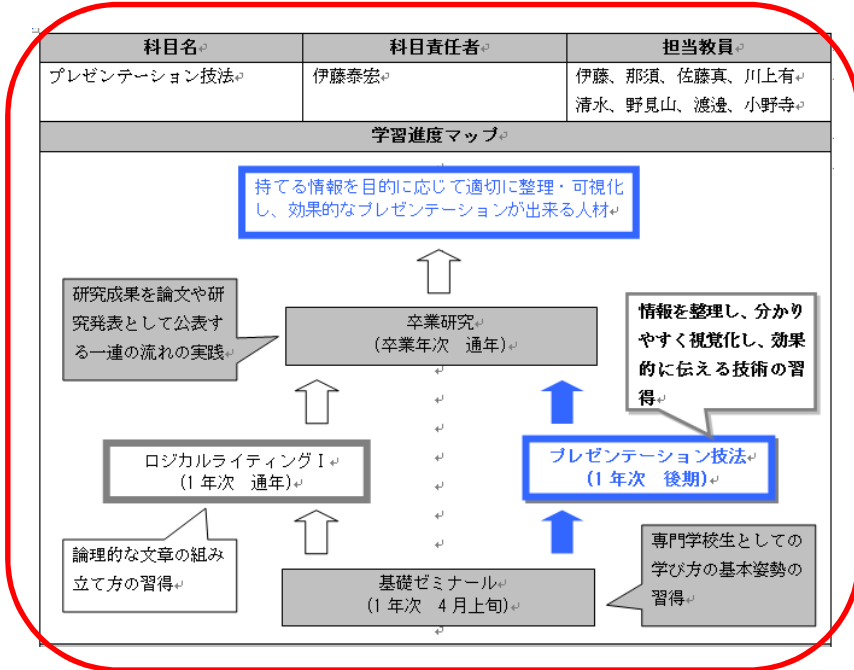 科目名
科目責任者
担当教員
プレゼンテーション技法
伊藤泰宏
伊藤、那須、佐藤真、川上有
清水、野見山、渡邊、小野寺
学習進度マップ
持てる情報を目的に応じて適切に整理・可視化
し、効果的なプレゼンテーションが出来る人材
研究成果を論文や研
究発表として公表す
る一連の流れの実践
卒業研究
(卒業年次 通年)
情報を整理し、分かり
やすく視覚化し、効果
的に伝える技術の習
得
ロジカルライティングⅠ
(1年次 通年)
プレゼンテーション技法
(1年次 後期)
論理的な文章の組み
立て方の習得
基礎ゼミナール
(1年次 4月上旬)
専門学校生としての
学び方の基本姿勢の
習得